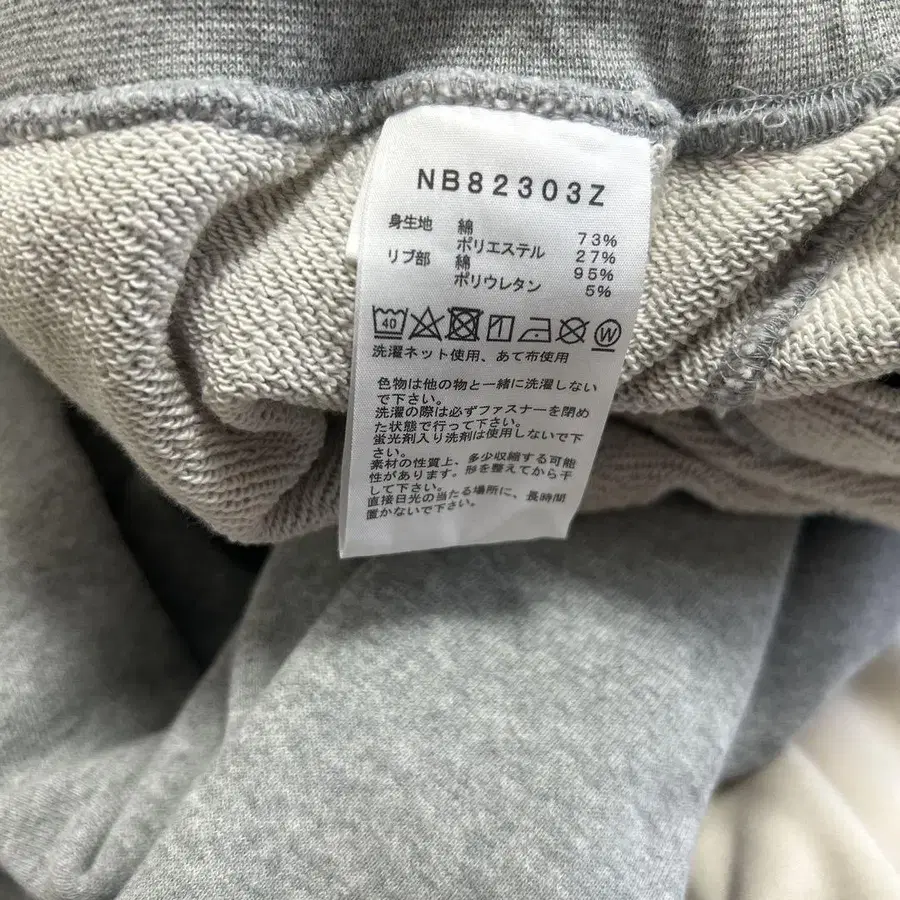 NB82303Z
身生地 綿 73%
ポリエステル 27%
リブ部 綿 95%
ポリウレタン 5%
40 W
洗濯ネット使用、あて布使用
色物は他の物と一緒に洗濯しない
で下さい。
洗濯の際は必ずファスナーを閉め
た状態で行って下さい。
蛍光剤入り洗剤は使用しないで下
さい。
素材の性質上、多少収縮する可能
性があります。形を整えてから干
して下さい。
直接日光の当たる場所に、長時間
置かないで下さい。